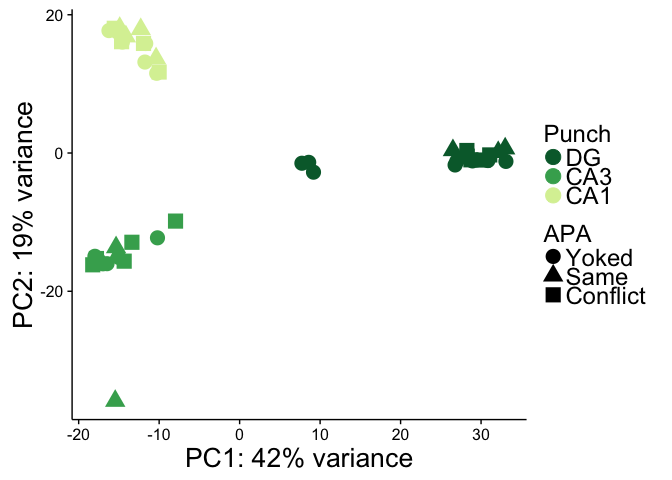 20
0
-20
PC2: 19% variance
-20
-10
0
10
20
30
PC1: 42% variance
Punch
DG
CA3
CA1
APA
Yoked
Same
Conflict